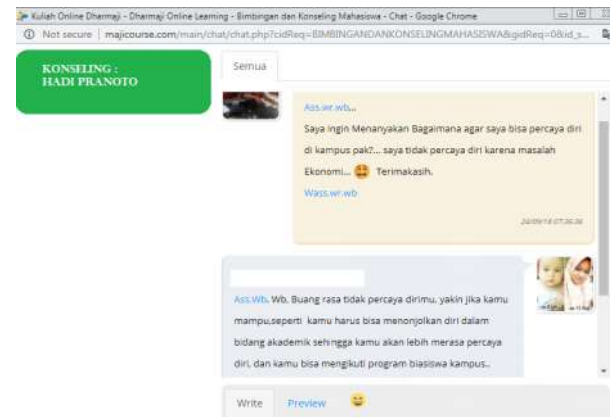 Kuliah Online Dharmaji - Dharmaji Online Learning - Bimbingan dan Konseling Mahasiswa - Chat - Google Chrome
Not secure | majicourse.com/main/chat/chat.php?cidReq=BIMBINGANDANKONSELINGMAHASISWA&gidReq=0&id_s...
KONSELING :
HADI PRANOTO
Semua
Ass.wr.wb...
Saya ingin Menanyakan Bagaimana agar saya bisa percaya diri
di kampus pak?... saya tidak percaya diri karena masalah
Ekonomi... Terimakasih.
Wass.wr.wb
Ass.Wb. Wb. Buang rasa tidak percaya dirimu, yakin jika kamu
mampu,seperti kamu harus bisa menonjolkan diri dalam
bidang akademik sehingga kamu akan lebih merasa percaya
diri, dan kamu bisa mengikuti program biasiswa kampus..
Write Preview